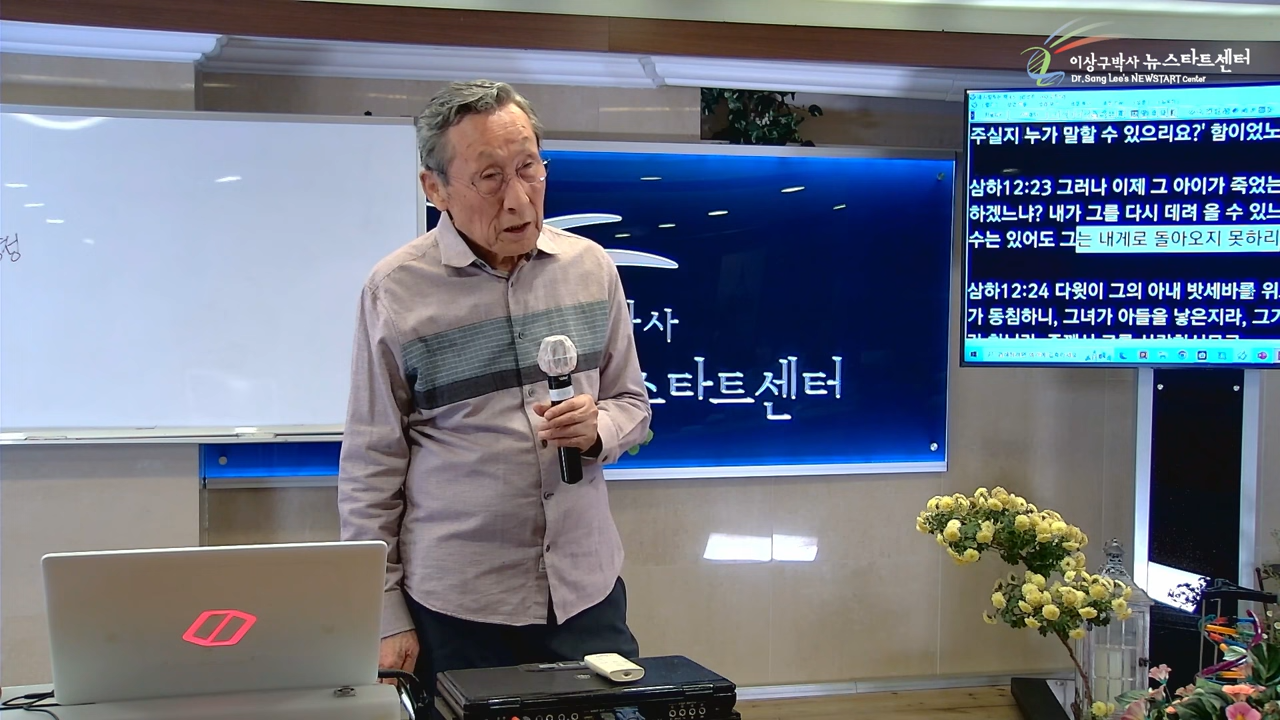 이상구박사 뉴스타트센터
Dr.Sang Lee's NEWSTART Center
주실지 누가 말할 수 있으리요?' 함이었노
삼하12:23 그러나 이제 그 아이가 죽었는
하겠느냐? 내가 그를 다시 데려 올 수 있느
수는 있어도 그는 내게로 돌아오지 못하리
삼하12:24 다윗이 그의 아내 밧세바를 위
가 동침하니, 그녀가 아들을 낳은지라, 그가
정
사
스타트센터